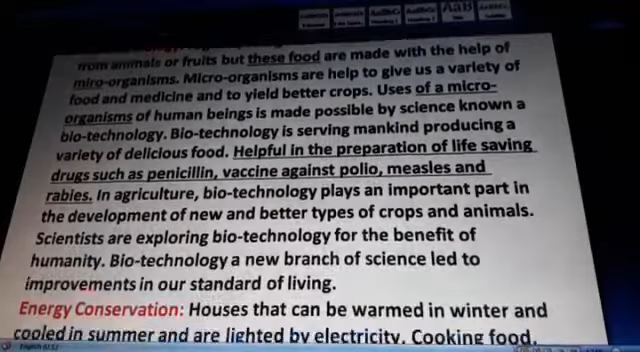 from animals or fruits but these food are made with the help of
miro-organisms. Micro-organisms are help to give us a variety of
food and medicine and to yield better crops. Uses of a micro-
organisms of human beings is made possible by science known a
bio-technology. Bio-technology is serving mankind producing a
variety of delicious food. Helpful in the preparation of life saving
drugs such as penicillin, vaccine against polio, measles and
rabies. In agriculture, bio-technology plays an important part in
the development of new and better types of crops and animals.
Scientists are exploring bio-technology for the benefit of
humanity. Bio-technology a new branch of science led to
improvements in our standard of living.
Energy Conservation: Houses that can be warmed in winter and
cooled in summer and are lighted by electricity. Cooking food,